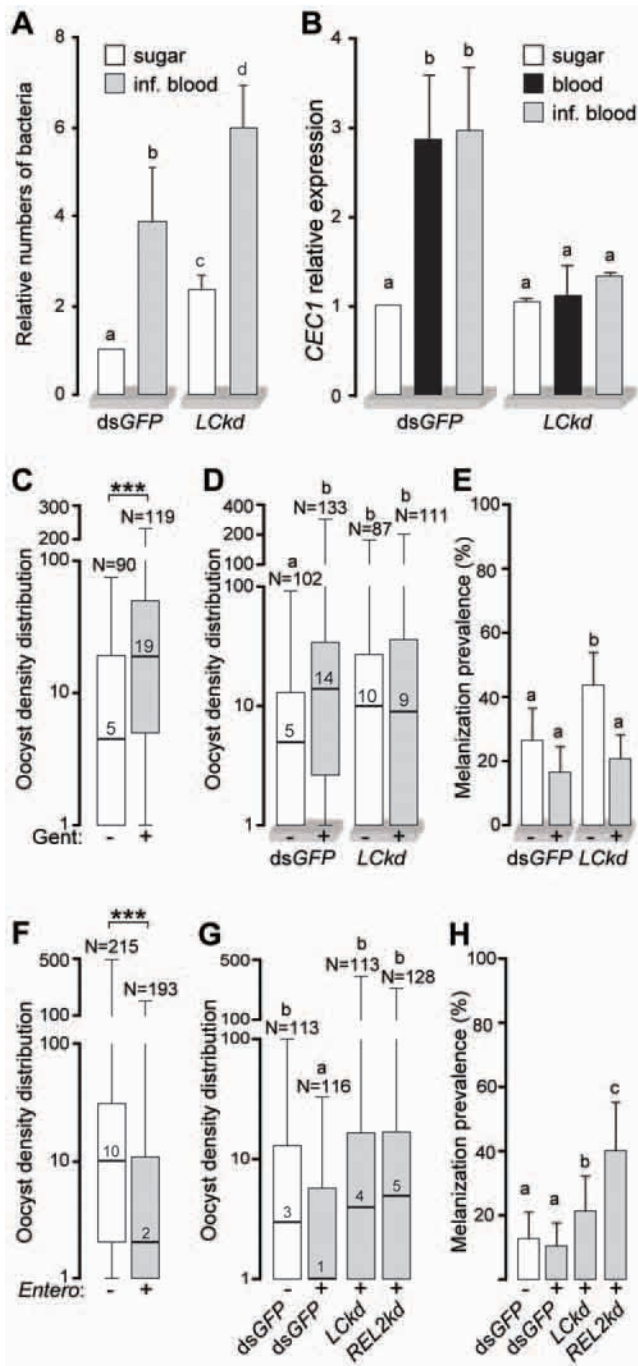 A
Relative numbers of bacteria
8
6
4
2
0
sugar
inf. blood
a
b
c
d
dsGFP
LCkd
B
CEC1 relative expression
4
3
2
1
0
sugar
blood
inf. blood
a
b
b
a
a
a
dsGFP
LCkd
C
Oocyst density distribution
300
200
100
10
1
***
N=90
N=119
5
19
Gent:
-
+
D
Oocyst density distribution
400
200
100
100
10
1
a
N=102
b
N=133
b
N=87
b
N=111
5
14
10
9
-
+
-
+
dsGFP
LCkd
E
Melanization prevalence (%)
100
80
60
40
20
0
a
a
b
a
-
+
-
+
dsGFP
LCkd
F
Oocyst density distribution
500
100
100
10
1
***
N=215
N=193
10
2
Entero:
-
+
G
Oocyst density distribution
500
100
100
10
1
b
N=113
a
N=116
b
N=113
b
N=128
3
1
4
5
-
+
+
+
dsGFP
dsGFP
LCkd
REL2kd
H
Melanization prevalence (%)
100
80
60
40
20
a
a
b
c
-
+
+
+
dsGFP
dsGFP
LCkd
REL2kd